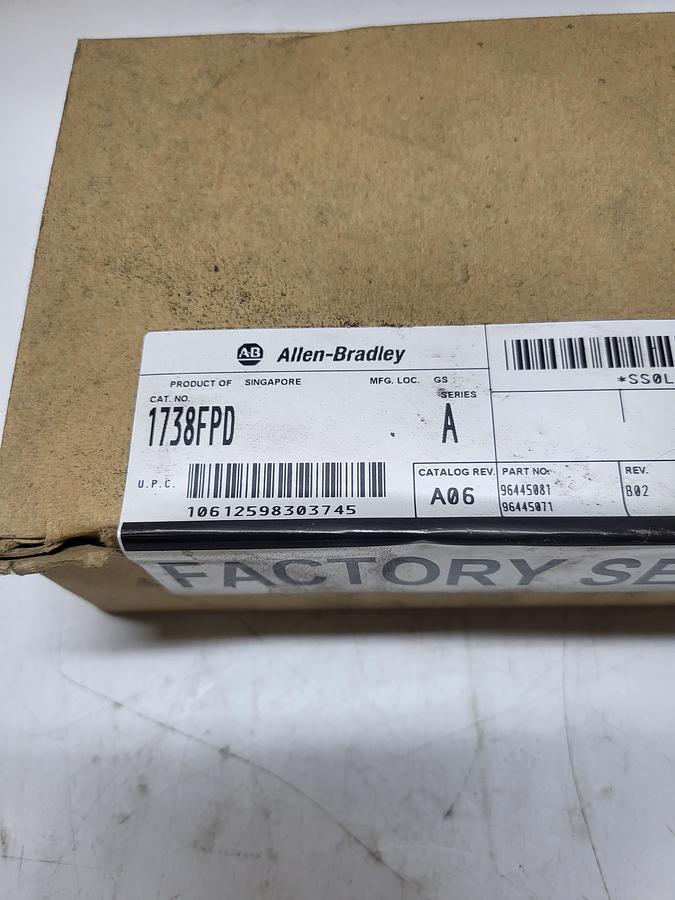 AB Allen-Bradley
PRODUCT OF SINGAPORE MFG. LOC. GS
CAT. NO. SERIES
1738FPD A
U.P.C.
10612598303745
CATALOG REV.
A06
*SS0L
PART NO.
96445081
96445071
REV.
B02
FACTORY SE